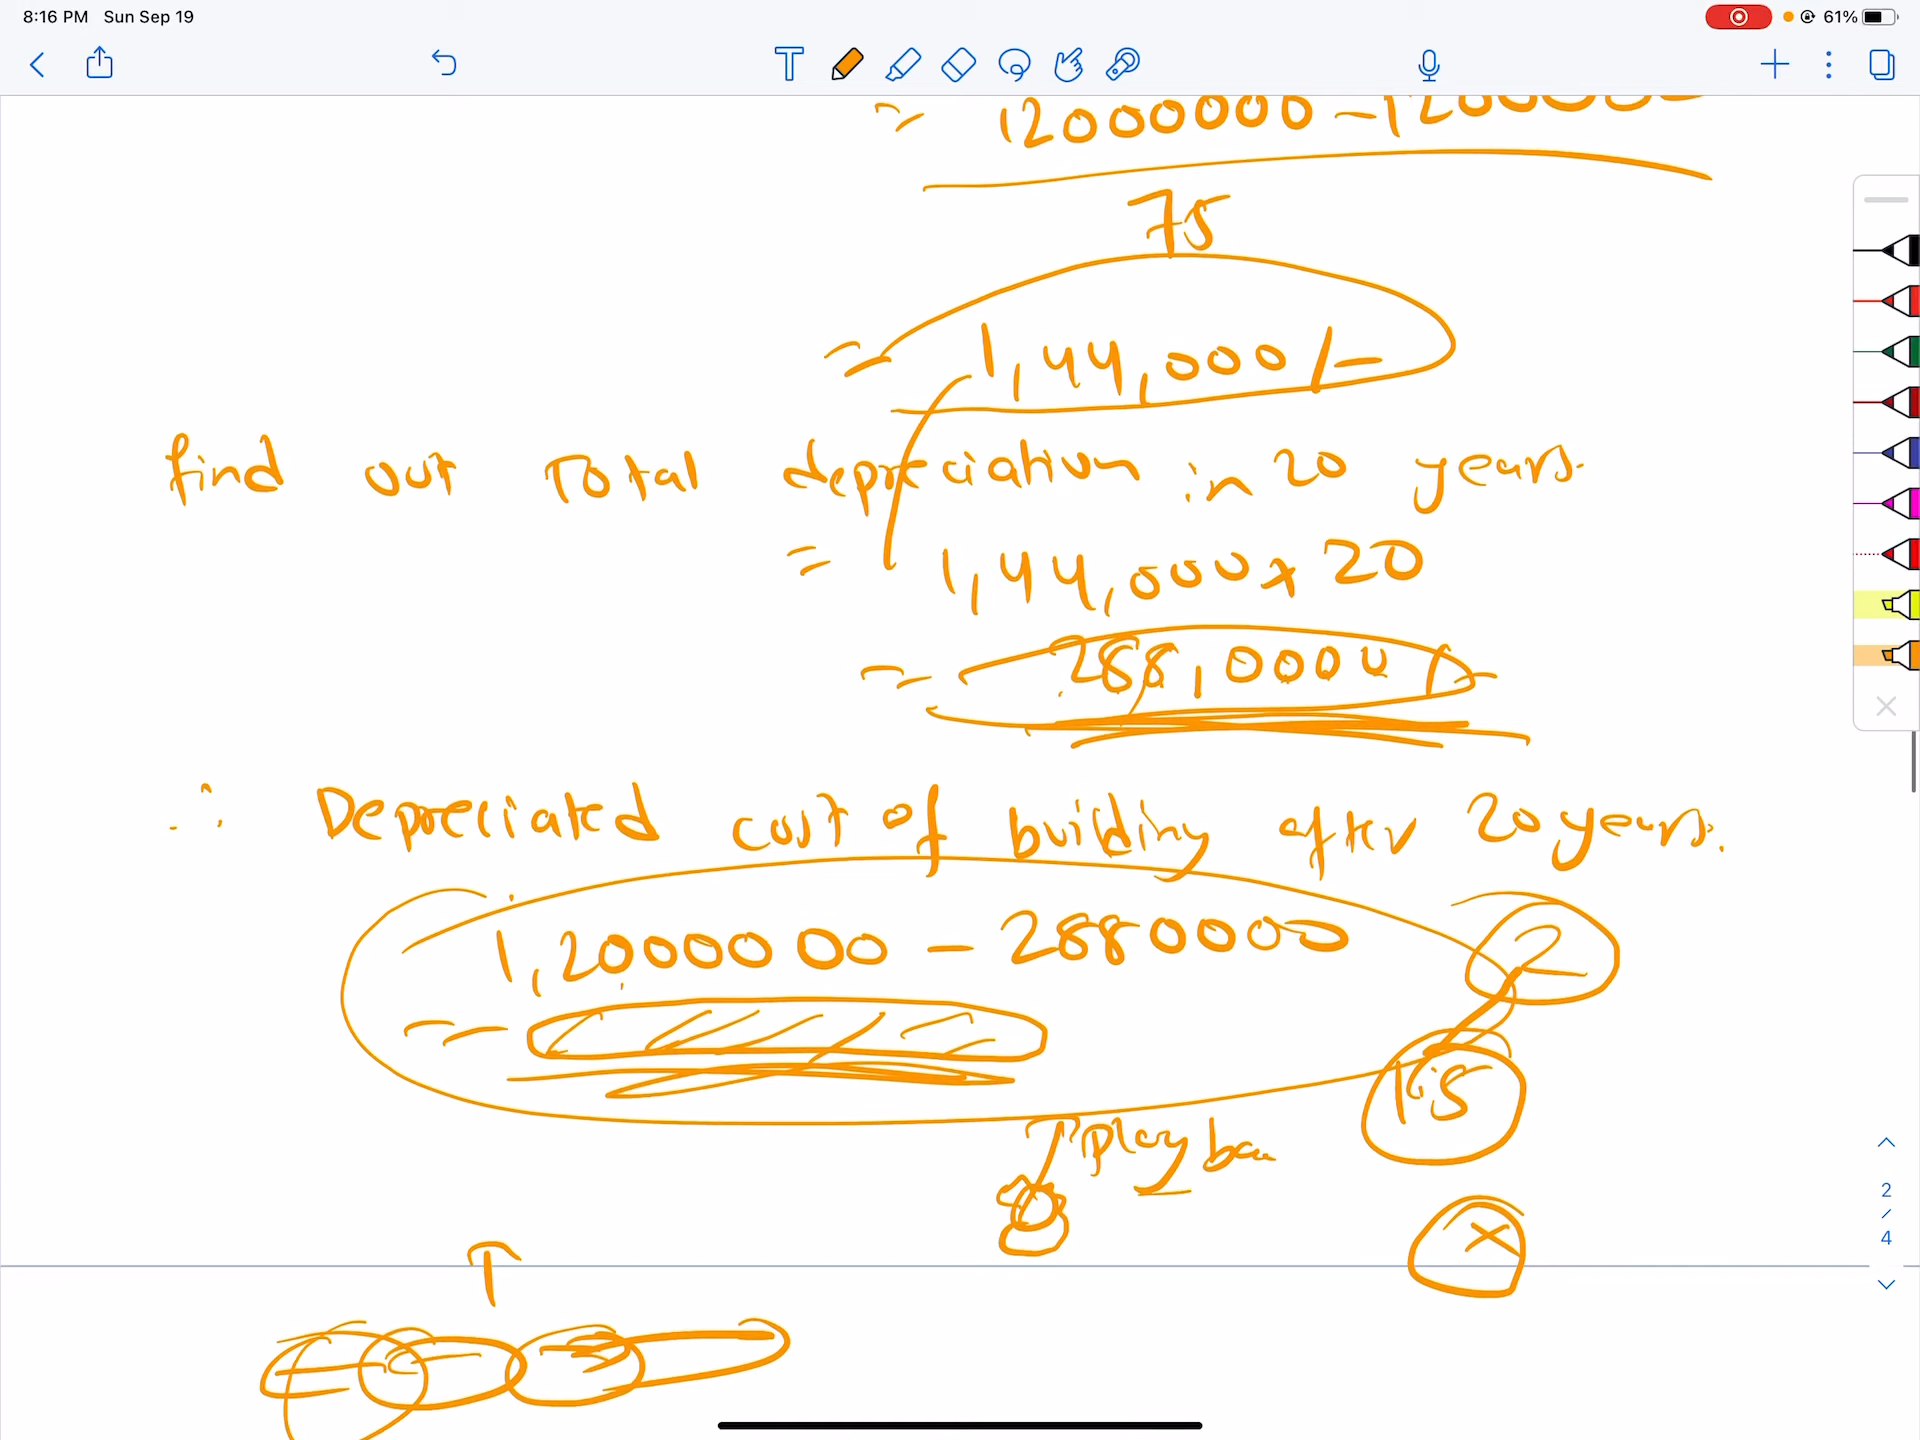 8:16 PM Sun Sep 19 61%
= 12000000 - 1200000
75
= 1,44,000/-
find out Total depreciation in 20 years.
= 1,44,000 x 20
= 288,0000/-
∴ Depreciated cost of building after 20 years.
1,2000000 - 2880000
2
1.5
play
x
2
/
4